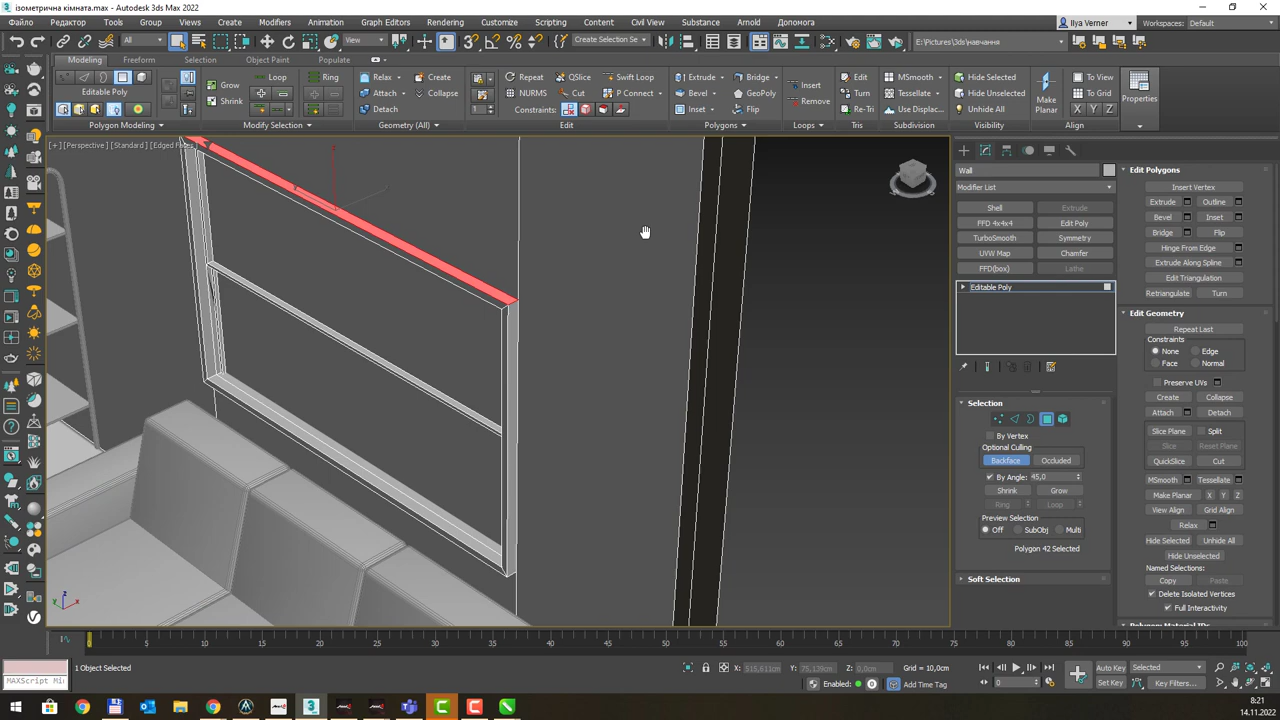 ізометрична кімната.max - Autodesk 3ds Max 2022
Файл Редактор Tools Group Views Create Modifiers Animation Graph Editors Rendering Customize Scripting Content Civil View Substance Arnold Допомога
Ilya Verner Workspaces: Default
All View Create Selection Se E:\Pictures\3ds\навчання
Modeling Freeform Selection Object Paint Populate
Editable Poly
Grow Loop Ring
Shrink
Relax Create
Attach Collapse
Detach
Repeat QSlice Swift Loop
NURMS Cut P Connect
Constraints:
Extrude Bridge
Bevel GeoPoly
Inset Flip
Insert
Remove
Edit
Turn
Re-Tri
MSmooth
Tessellate
Use Displac...
Hide Selected
Hide Unselected
Unhide All
Make
Planar
To View
To Grid
X Y Z
Properties
Polygon Modeling Modify Selection Geometry (All) Edit Polygons Loops Tris Subdivision Visibility Align
[+] [Perspective] [Standard] [Edged Faces]
Wall
Modifier List
Shell Extrude
FFD 4x4x4 Edit Poly
TurboSmooth Symmetry
UVW Map Chamfer
FFD(box) Lathe
Editable Poly
Selection
By Vertex
Optional Culling
Backface Occluded
By Angle: 45,0
Shrink Grow
Ring Loop
Preview Selection
Off SubObj Multi
Polygon 42 Selected
Soft Selection
Edit Polygons
Insert Vertex
Extrude Outline
Bevel Inset
Bridge Flip
Hinge From Edge
Extrude Along Spline
Edit Triangulation
Retriangulate Turn
Edit Geometry
Repeat Last
Constraints
None Edge
Face Normal
Preserve UVs
Create Collapse
Attach Detach
Slice Plane Split
Slice Reset Plane
QuickSlice Cut
MSmooth Tessellate
Make Planar X Y Z
View Align Grid Align
Relax
Hide Selected Unhide All
Hide Unselected
Named Selections:
Copy Paste
Delete Isolated Vertices
Full Interactivity
0 5 10 15 20 25 30 35 40 45 50 55 60 65 70 75 80 85 90 95 100
1 Object Selected
MAXScript Mi
X: 515,611cm Y: 75,139cm Z: 0,0cm Grid = 10,0cm
Enabled: Add Time Tag
0
Auto Key Selected
Set Key Key Filters...
8:21
14.11.2022